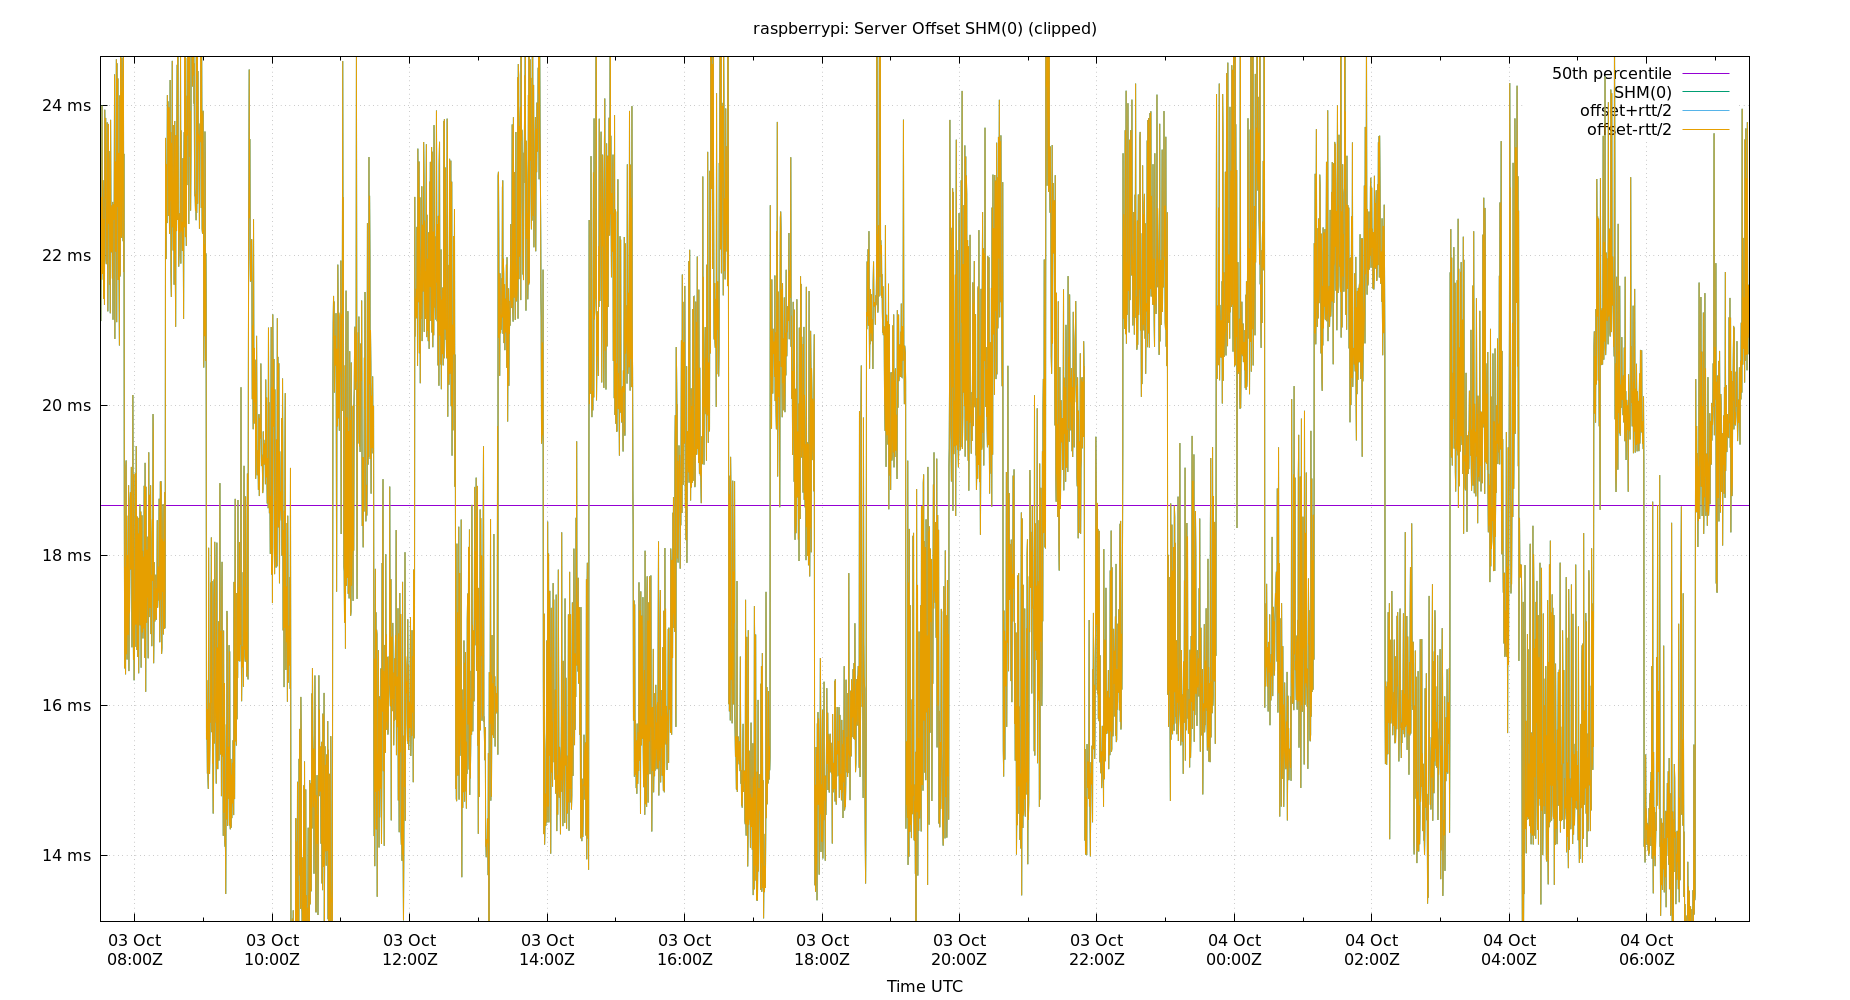 raspberrypi: Server Offset SHM(0) (clipped)
50th percentile
SHM(0)
offset+rtt/2
offset-rtt/2
24 ms
22 ms
20 ms
18 ms
16 ms
14 ms
03 Oct 03 Oct 03 Oct 03 Oct 03 Oct 03 Oct 03 Oct 03 Oct 04 Oct 04 Oct 04 Oct 04 Oct
08:00Z 10:00Z 12:00Z 14:00Z 16:00Z 18:00Z 20:00Z 22:00Z 00:00Z 02:00Z 04:00Z 06:00Z
Time UTC